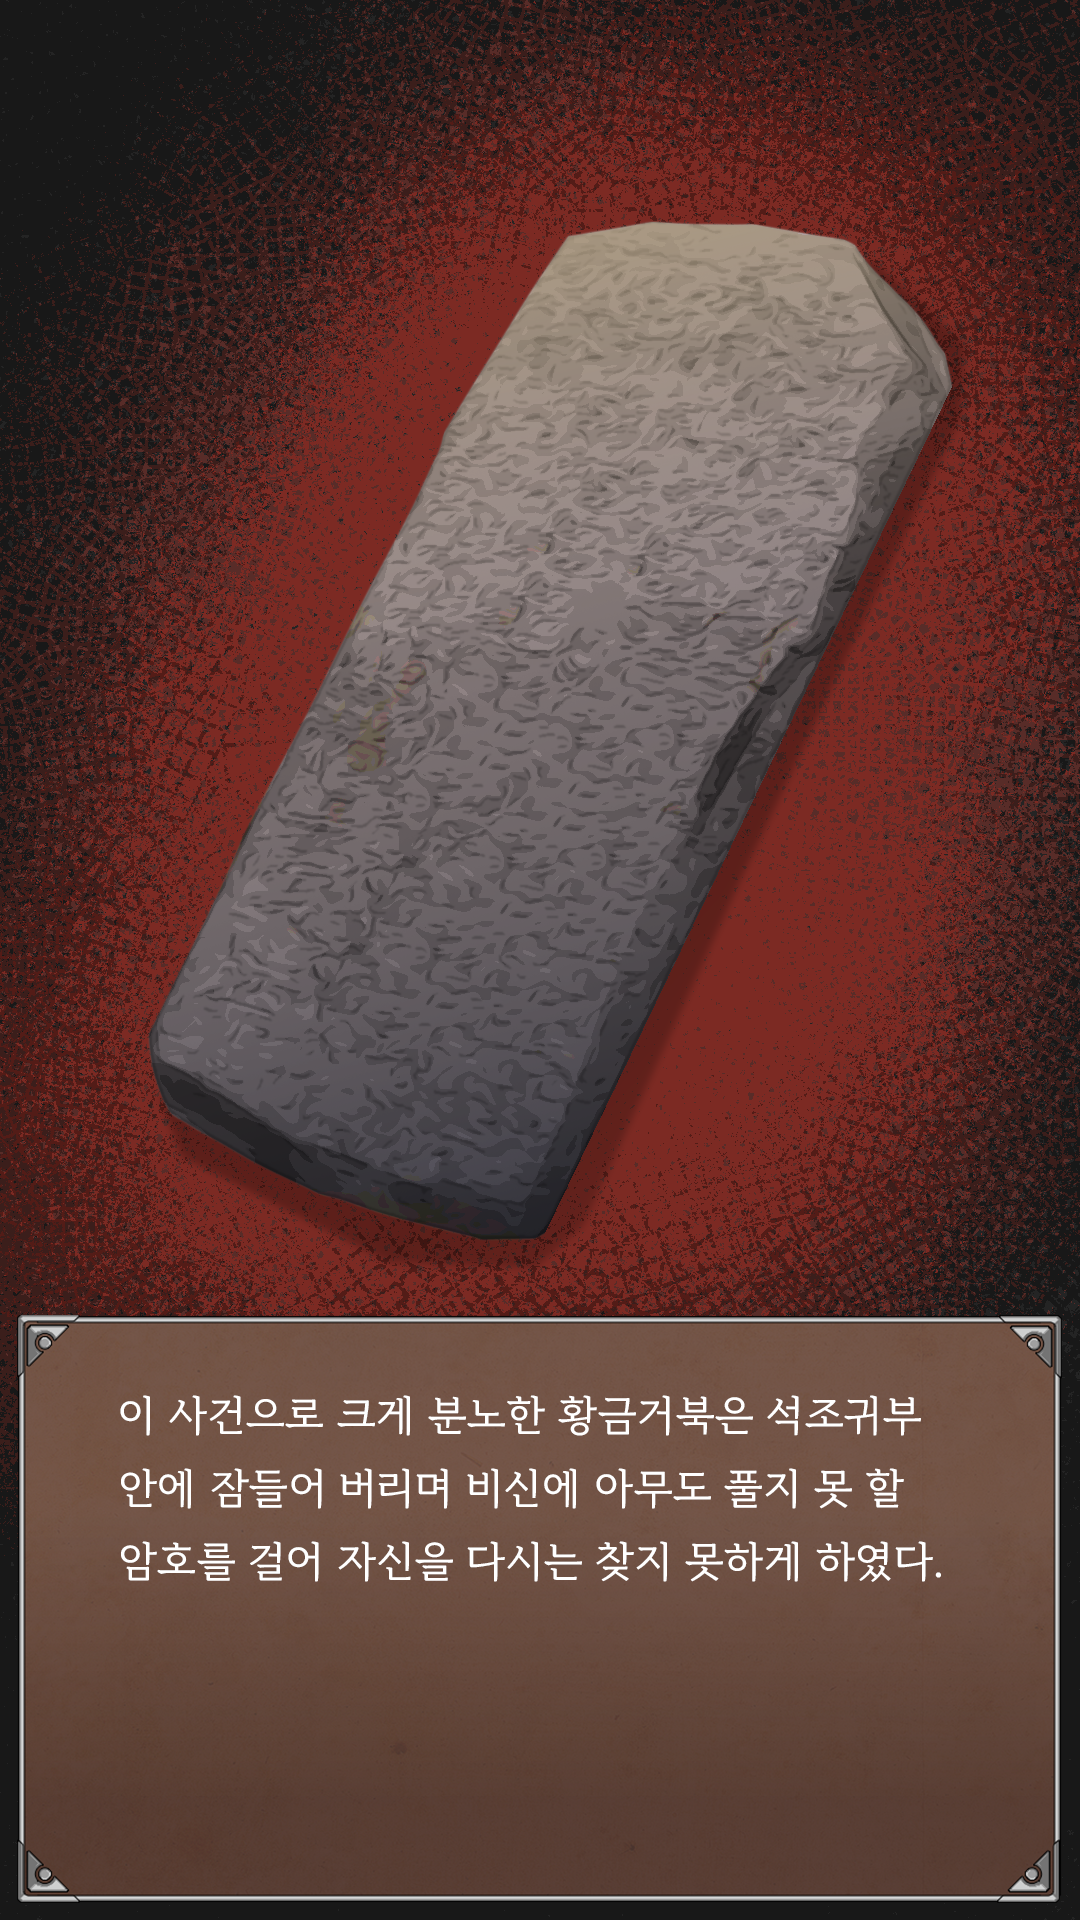 이 사건으로 크게 분노한 황금거북은 석조귀부
안에 잠들어 버리며 비신에 아무도 풀지 못 할
암호를 걸어 자신을 다시는 찾지 못하게 하였다.